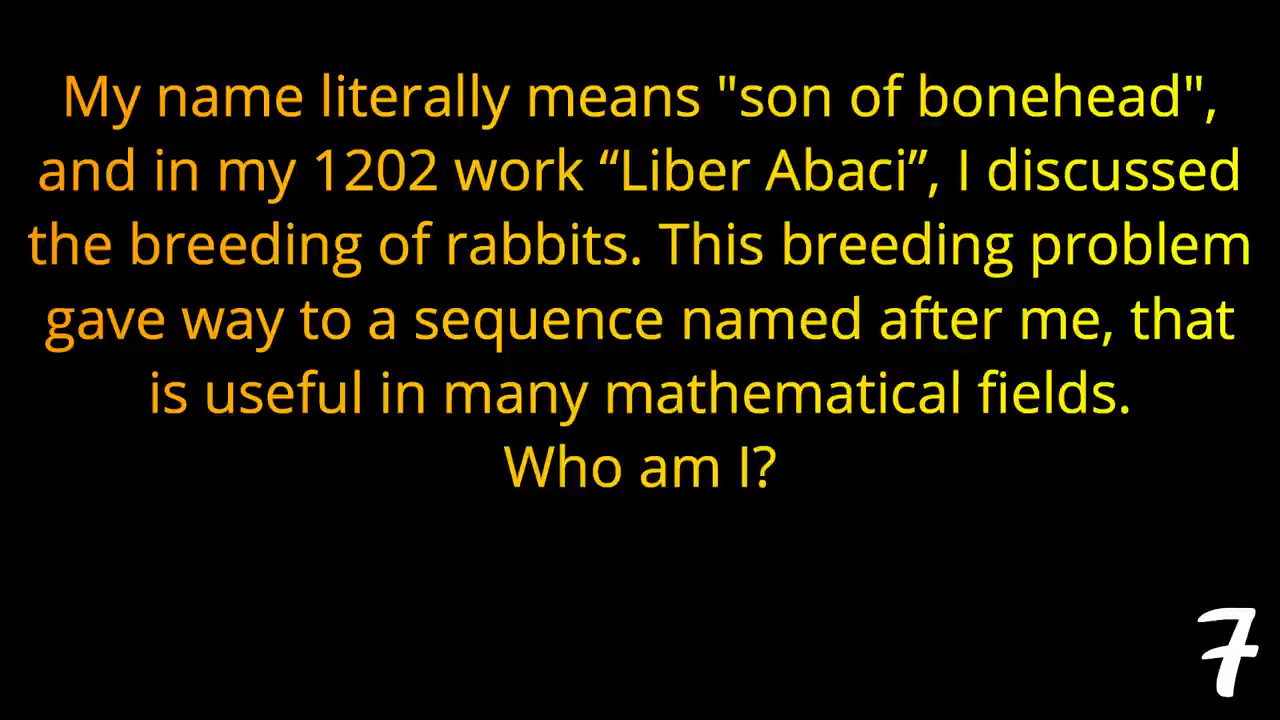 My name literally means "son of bonehead",
and in my 1202 work “Liber Abaci”, I discussed
the breeding of rabbits. This breeding problem
gave way to a sequence named after me, that
is useful in many mathematical fields.
Who am I?
7